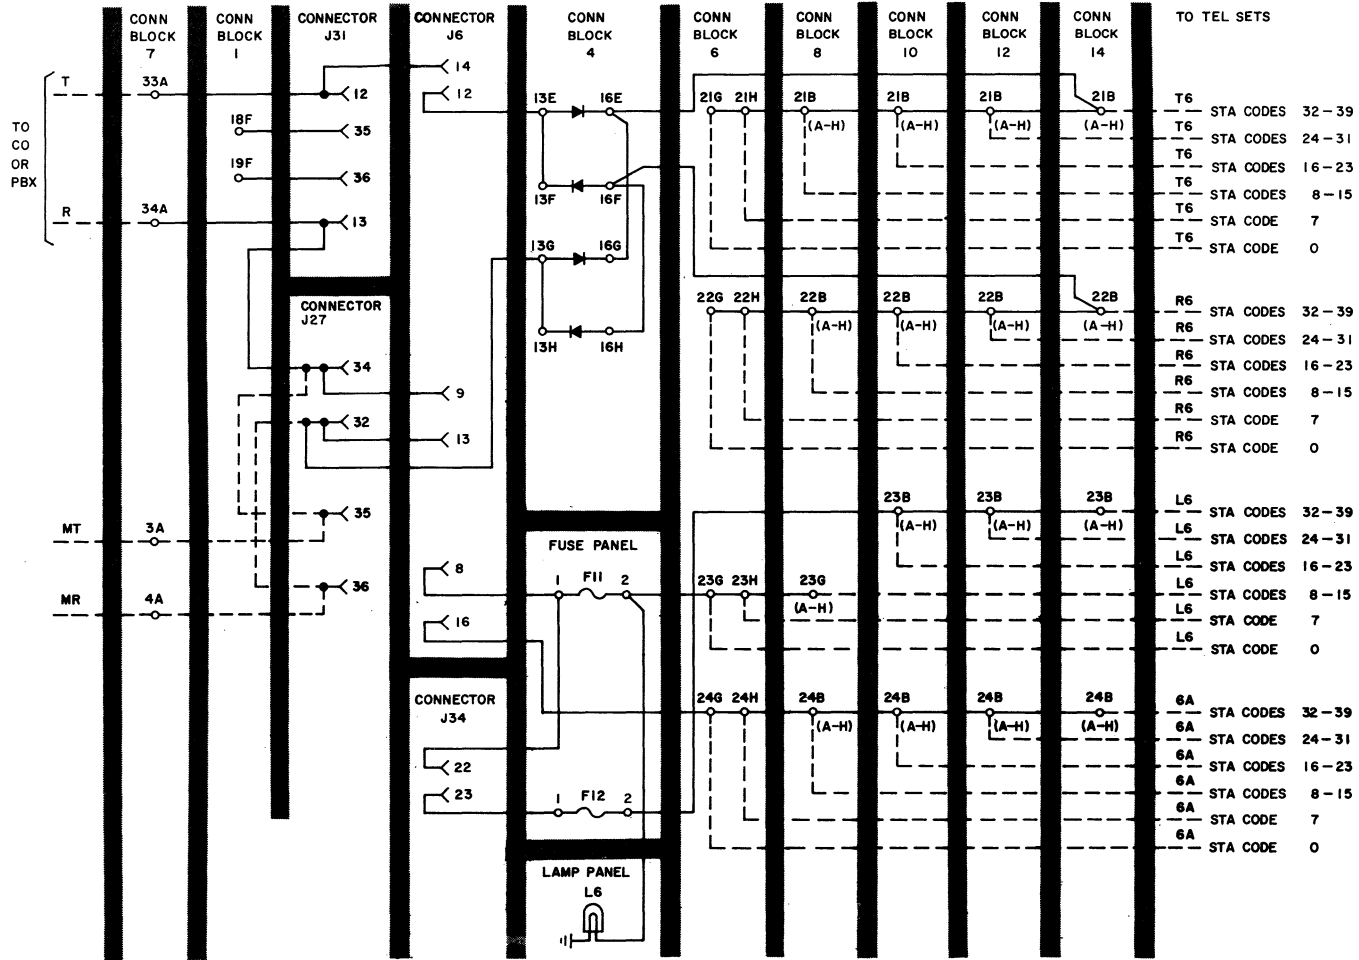 CONN BLOCK 7
CONN BLOCK 1
CONNECTOR J31
CONNECTOR J6
CONN BLOCK 4
CONN BLOCK 6
CONN BLOCK 8
CONN BLOCK 10
CONN BLOCK 12
CONN BLOCK 14
TO TEL SETS
TO CO OR PBX
T 33A 12
14
12
18F 35
19F 36
R 34A 13
13E 16E
13F 16F
13G 16G
13H 16H
21G 21H 21B 21B 21B 21B
(A-H) (A-H) (A-H) (A-H)
T6 STA CODES 32-39
T6 STA CODES 24-31
T6 STA CODES 16-23
T6 STA CODES 8-15
T6 STA CODE 7
T6 STA CODE 0
CONNECTOR J27
34
9
32
13
22G 22H 22B 22B 22B 22B
(A-H) (A-H) (A-H) (A-H)
R6 STA CODES 32-39
R6 STA CODES 24-31
R6 STA CODES 16-23
R6 STA CODES 8-15
R6 STA CODE 7
R6 STA CODE 0
MT 3A 35
MR 4A 36
23B 23B 23B
(A-H) (A-H) (A-H)
L6 STA CODES 32-39
L6 STA CODES 24-31
L6 STA CODES 16-23
L6 STA CODES 8-15
L6 STA CODE 7
L6 STA CODE 0
FUSE PANEL
8
1 F11 2
23G 23H 23G
(A-H)
16
CONNECTOR J34
22
23
1 F12 2
24G 24H 24B 24B 24B 24B
(A-H) (A-H) (A-H) (A-H)
6A STA CODES 32-39
6A STA CODES 24-31
6A STA CODES 16-23
6A STA CODES 8-15
6A STA CODE 7
6A STA CODE 0
LAMP PANEL
L6